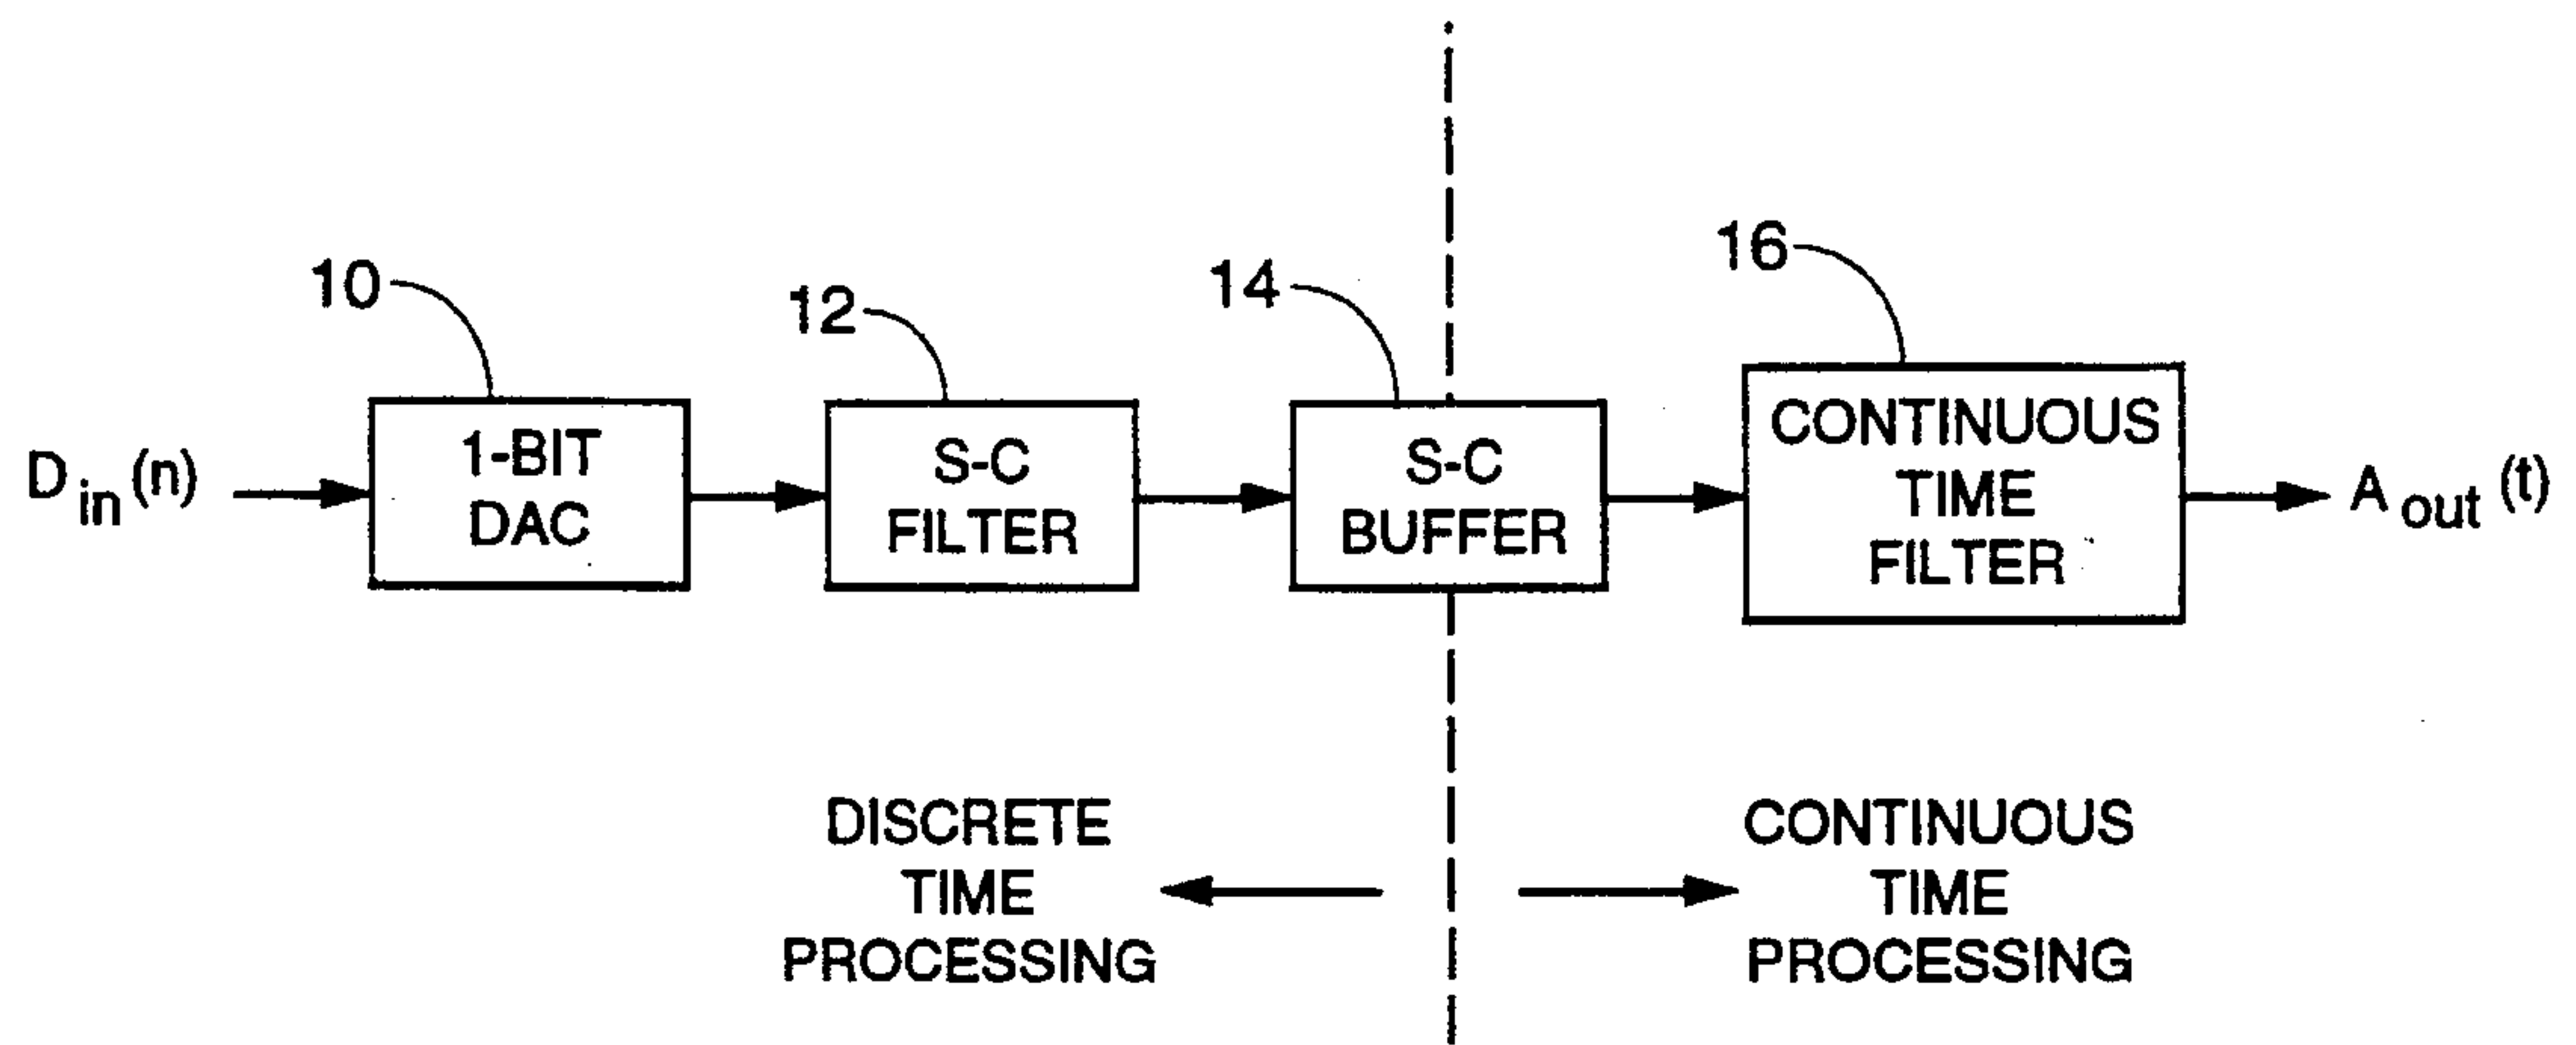 10
12
14
16
D in (n)
1-BIT
DAC
S-C
FILTER
S-C
BUFFER
CONTINUOUS
TIME
FILTER
A out (t)
DISCRETE
TIME
PROCESSING
CONTINUOUS
TIME
PROCESSING